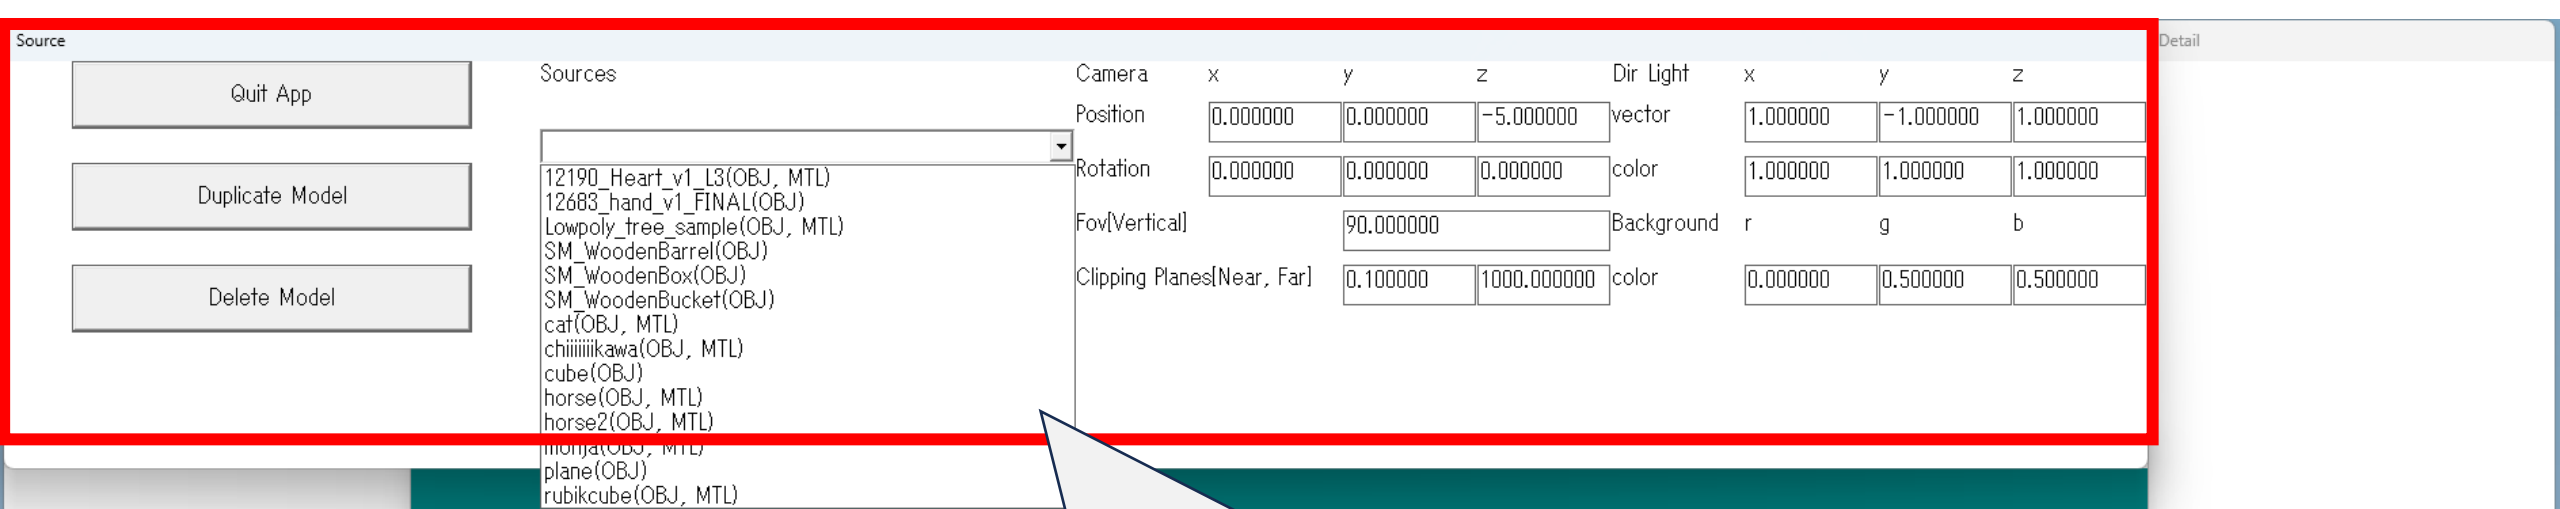 Source
Detail
Quit App
Duplicate Model
Delete Model
Sources
12190_Heart_v1_L3(OBJ, MTL)
12683_hand_v1_FINAL(OBJ)
Lowpoly_tree_sample(OBJ, MTL)
SM_WoodenBarrel(OBJ)
SM_WoodenBox(OBJ)
SM_WoodenBucket(OBJ)
cat(OBJ, MTL)
chiiiiiikawa(OBJ, MTL)
cube(OBJ)
horse(OBJ, MTL)
horse2(OBJ, MTL)
monja(OBJ, MTL)
plane(OBJ)
rubikcube(OBJ, MTL)
Camera x y z
Position 0.000000 0.000000 -5.000000
Rotation 0.000000 0.000000 0.000000
Fov[Vertical] 90.000000
Clipping Planes[Near, Far] 0.100000 1000.000000
Dir Light x y z
vector 1.000000 -1.000000 1.000000
color 1.000000 1.000000 1.000000
Background r g b
color 0.000000 0.500000 0.500000